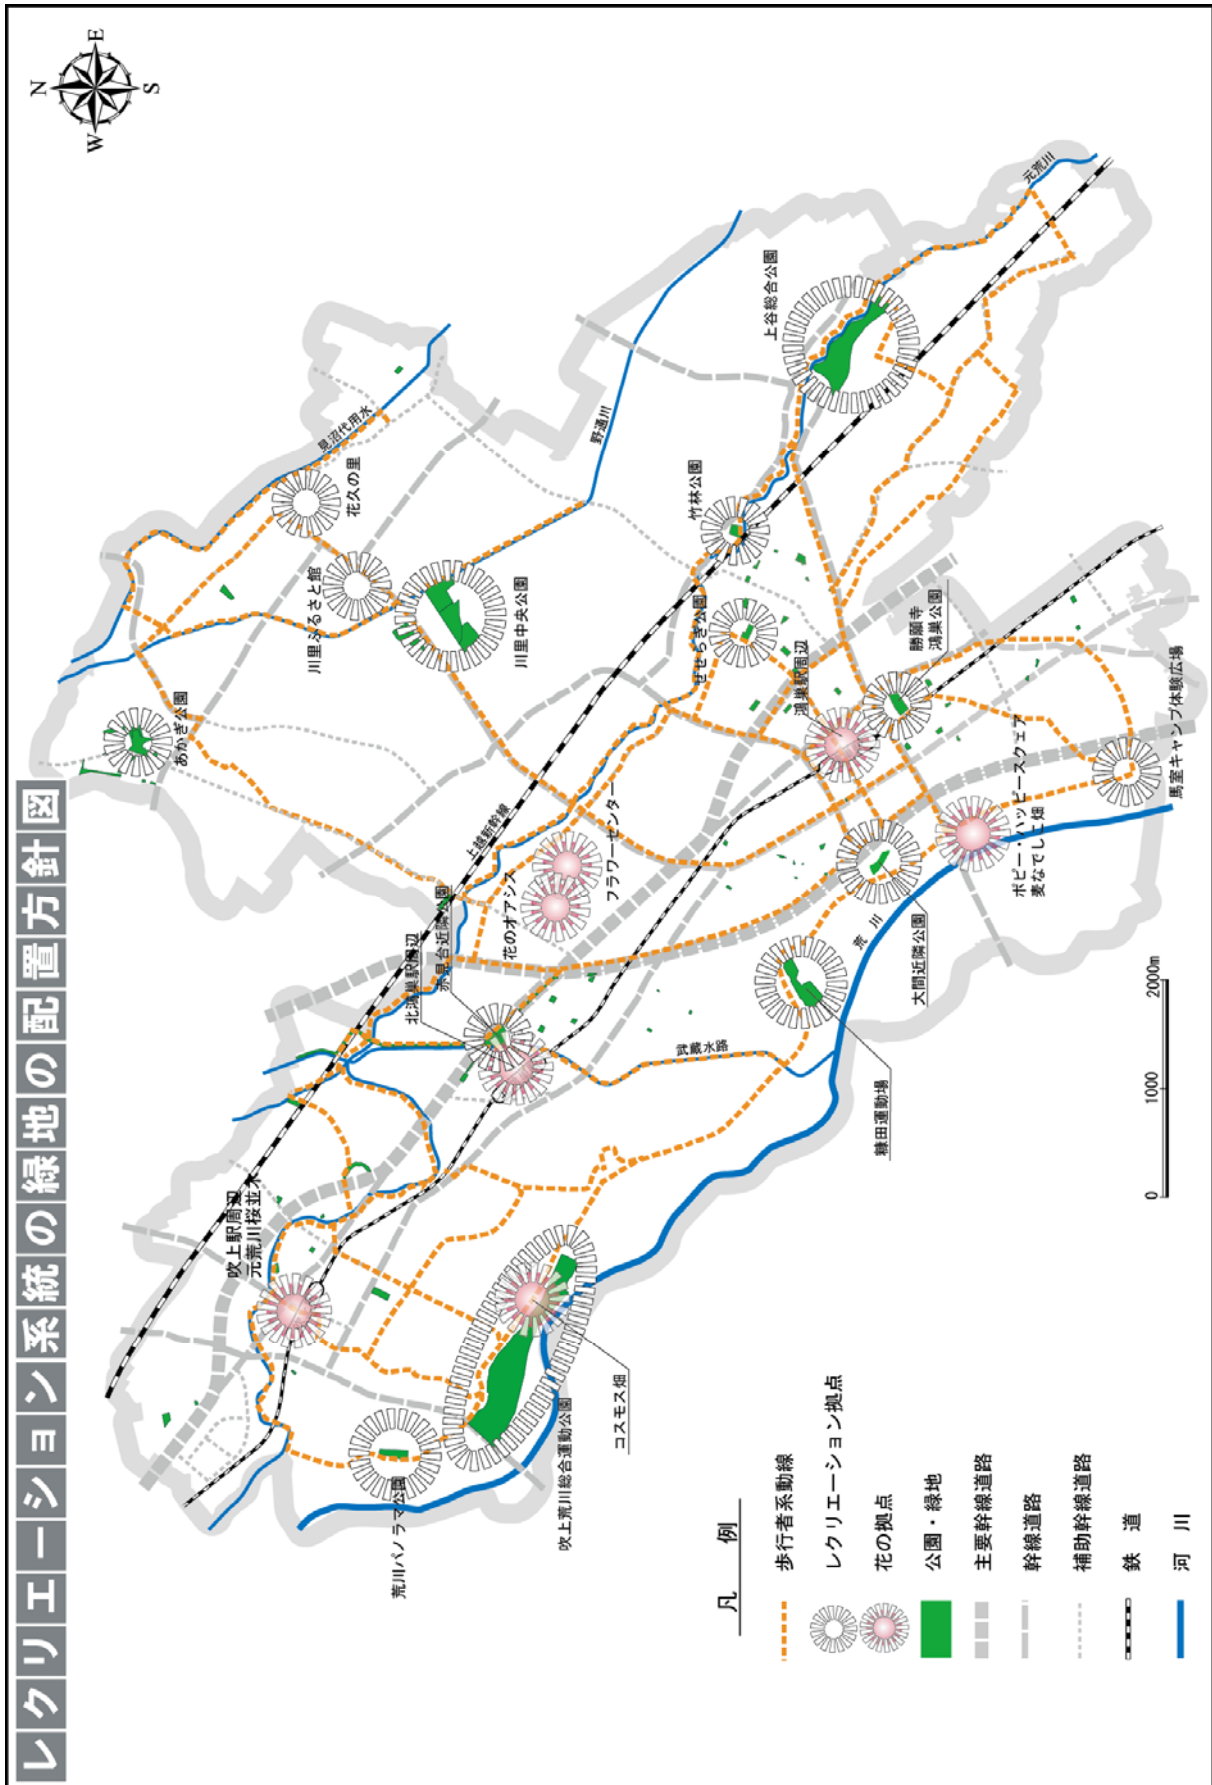 レクリエーション系統の緑地の配置方針図
N
E
S
W
元荒川
上谷総合公園
見沼代用水
野通川
花久の里
竹林公園
川里ふるさと館
川里中央公園
せせらぎ公園
鴻巣駅周辺
勝願寺
鴻巣公園
あかぎ公園
馬室キャンプ体験広場
ポピー・ハッピースクェア
麦なでしこ畑
上越新幹線
フラワーセンター
花のオアシス
赤見台近隣公園
北鴻巣駅周辺
荒川
大間近隣公園
武蔵水路
糠田運動場
吹上駅周辺
元荒川桜並木
コスモス畑
吹上荒川総合運動公園
荒川パノラマ公園
0 1000 2000m
凡 例
歩行者系動線
レクリエーション拠点
花の拠点
公園・緑地
主要幹線道路
幹線道路
補助幹線道路
鉄 道
河 川